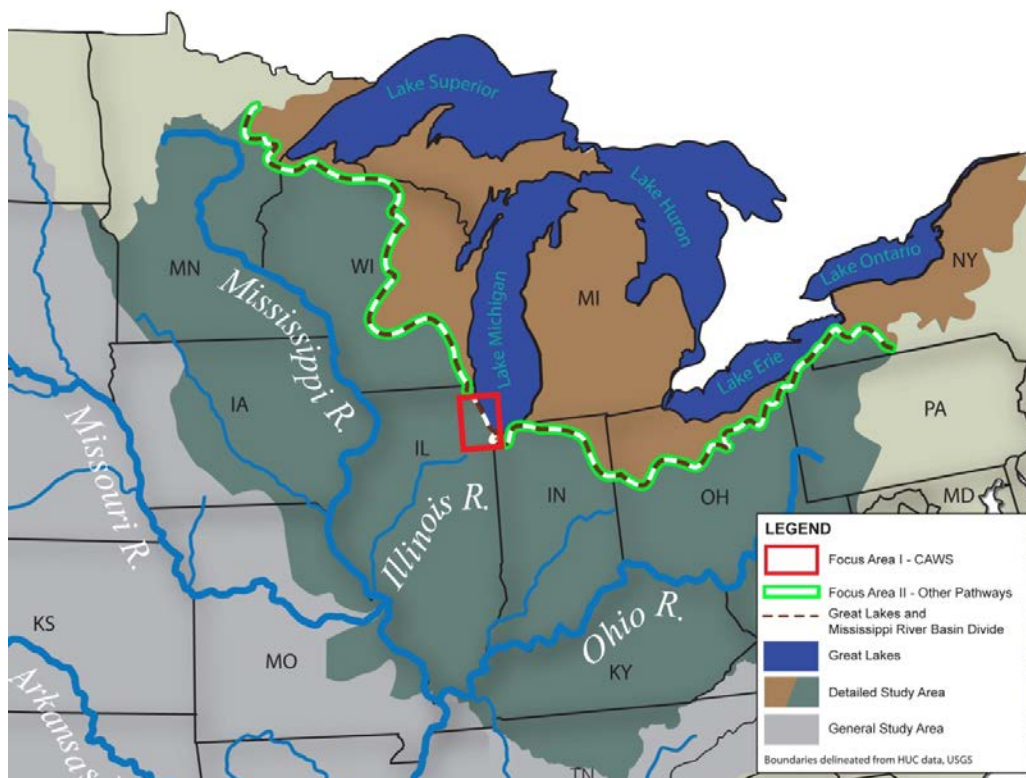 Lake Superior
Lake Huron
Lake Michigan
Lake Ontario
Lake Erie
MN
WI
MI
NY
IA
IL
IN
OH
PA
MD
KS
MO
KY
TN
Mississippi R.
Missouri R.
Illinois R.
Ohio R.
Arkansas
LEGEND
Focus Area I - CAWS
Focus Area II - Other Pathways
Great Lakes and
Mississippi River Basin Divide
Great Lakes
Detailed Study Area
General Study Area
Boundaries delineated from HUC data, USGS